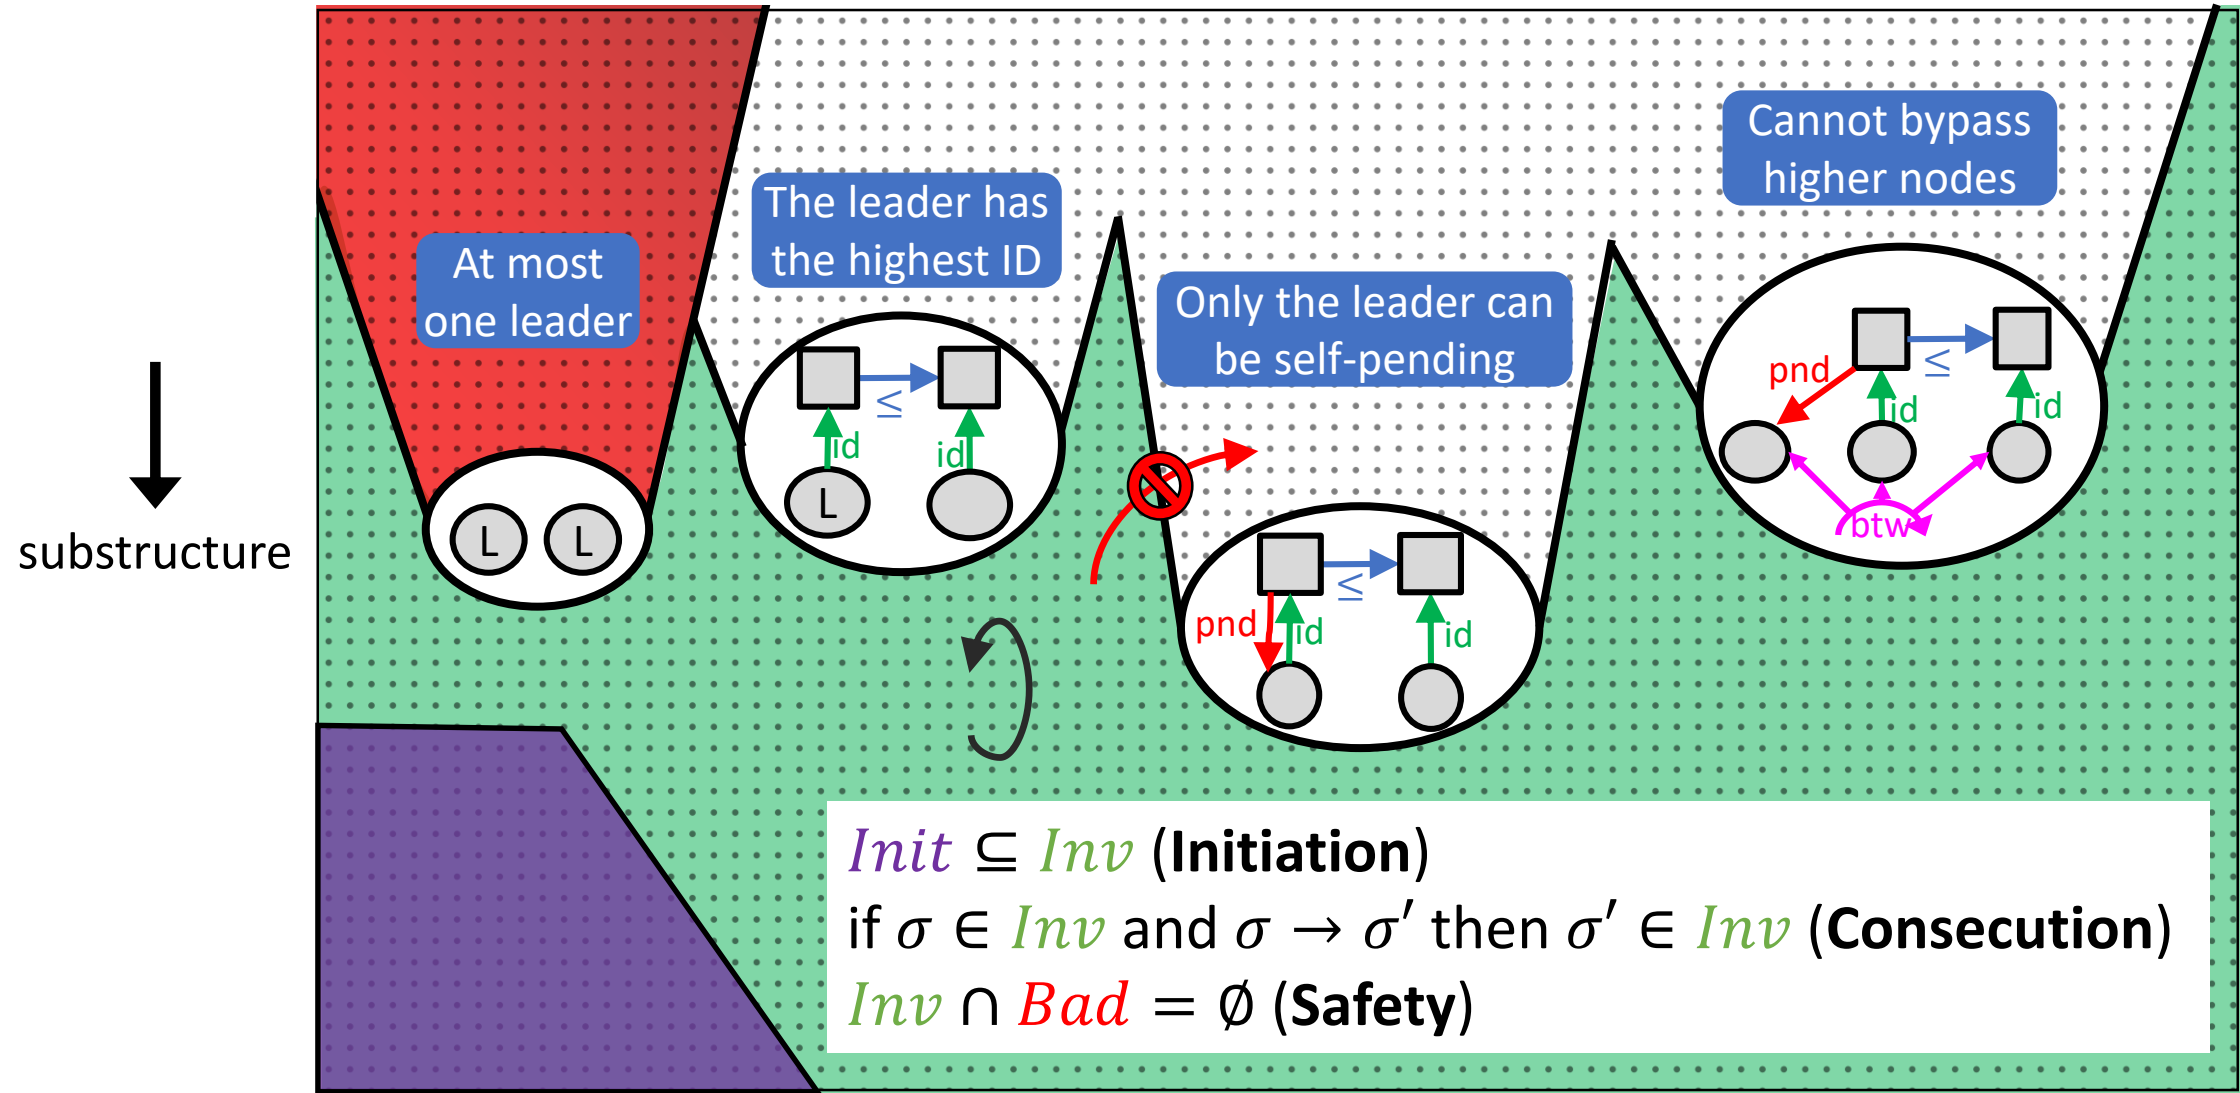 substructure
At most
one leader
L
L
The leader has
the highest ID
≤
id
id
L
Only the leader can
be self-pending
≤
pnd
id
id
Cannot bypass
higher nodes
pnd
≤
id
id
btw
Init ⊆ Inv (Initiation)
if σ ∈ Inv and σ → σ′ then σ′ ∈ Inv (Consecution)
Inv ∩ Bad = ∅ (Safety)